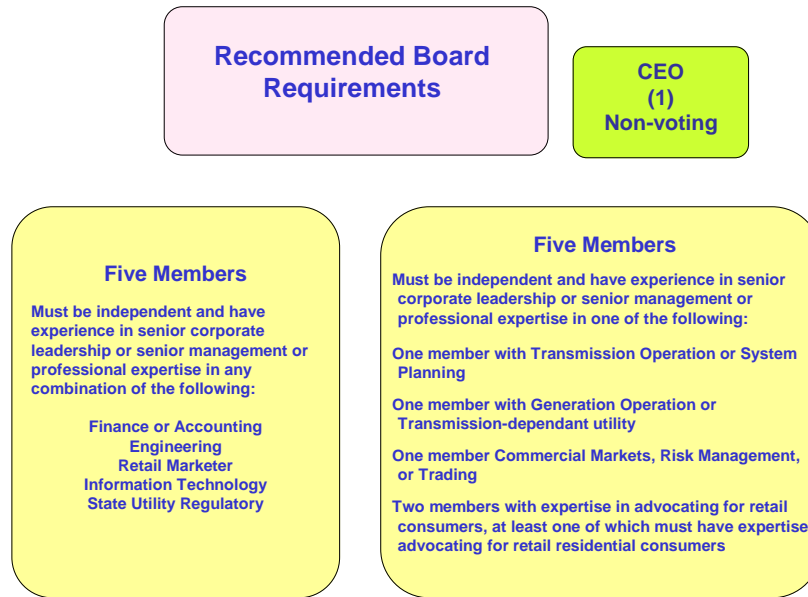 Recommended Board
Requirements
CEO
(1)
Non-voting
Five Members
Must be independent and have
experience in senior corporate
leadership or senior management or
professional expertise in any
combination of the following:
Finance or Accounting
Engineering
Retail Marketer
Information Technology
State Utility Regulatory
Five Members
Must be independent and have experience in senior
corporate leadership or senior management or
professional expertise in one of the following:
One member with Transmission Operation or System
Planning
One member with Generation Operation or
Transmission-dependant utility
One member Commercial Markets, Risk Management,
or Trading
Two members with expertise in advocating for retail
consumers, at least one of which must have expertise
advocating for retail residential consumers